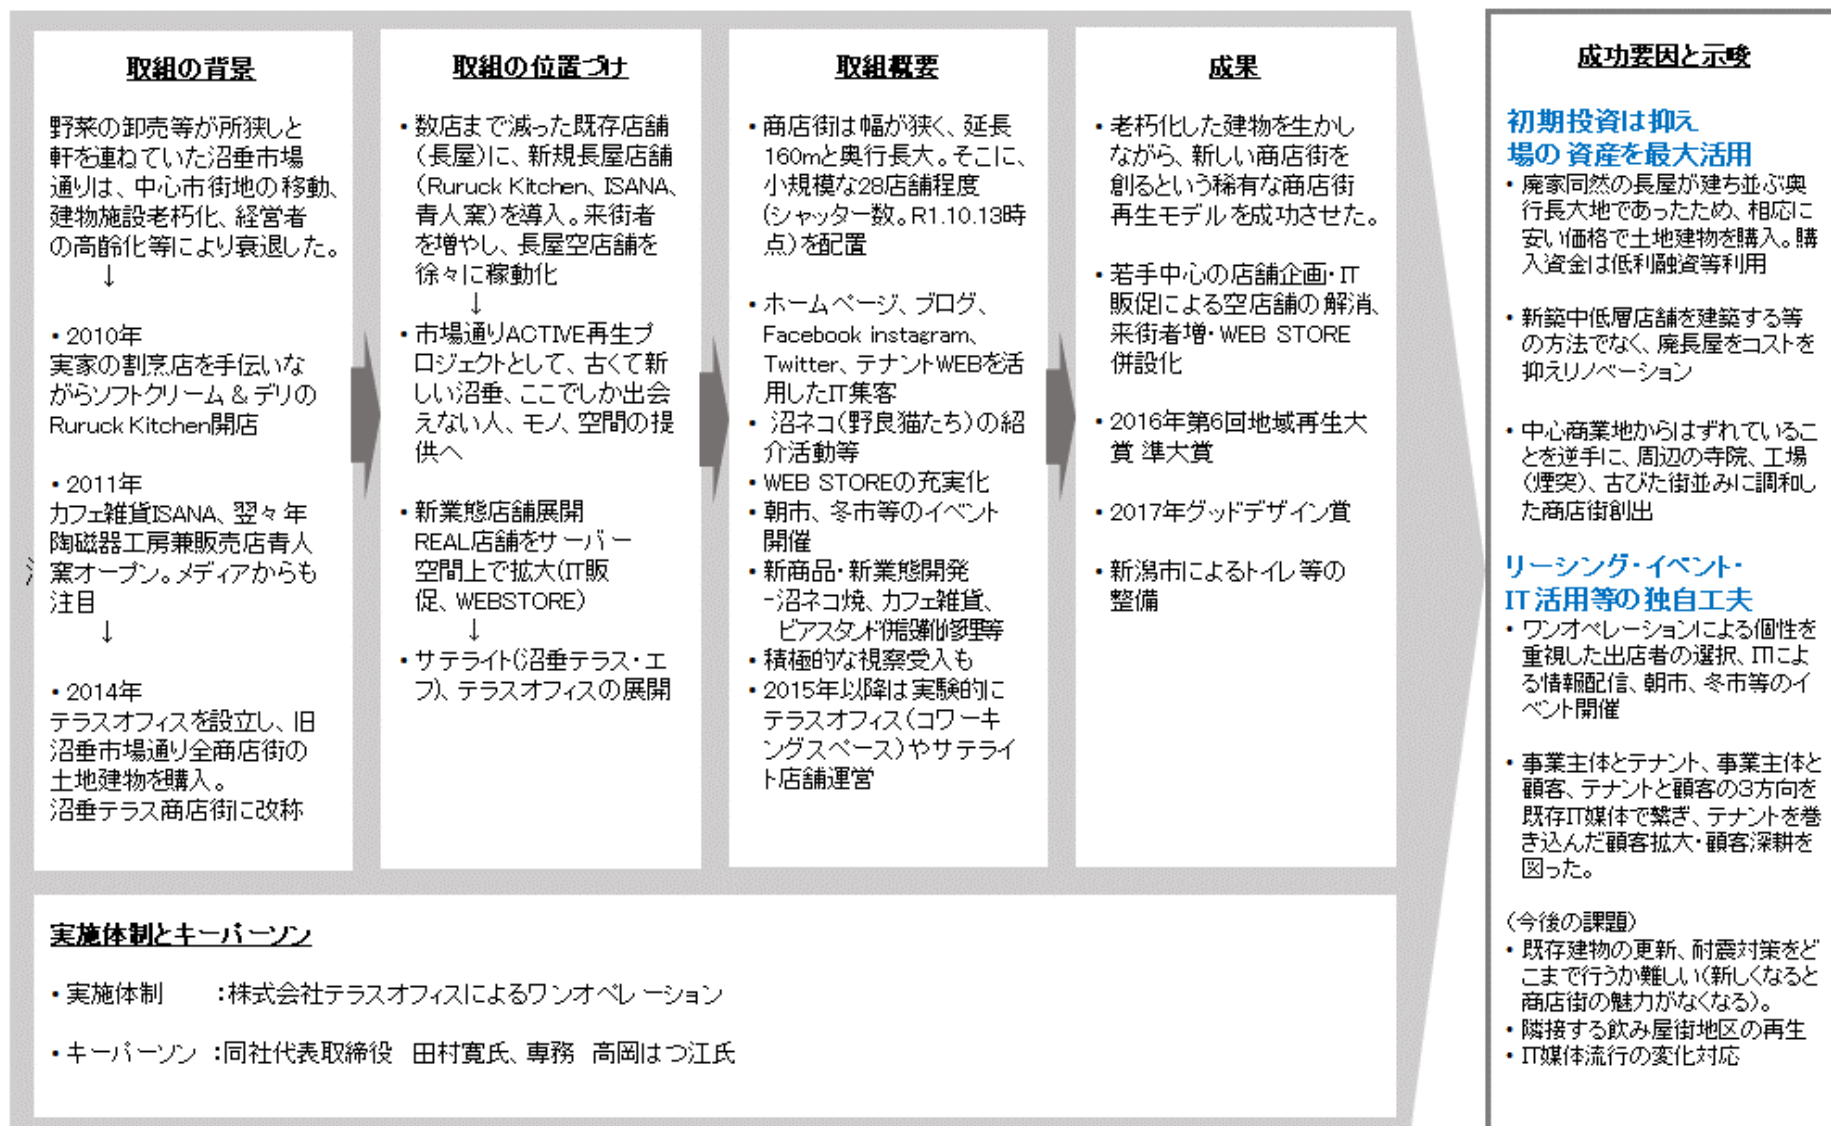 取組の背景
野菜の卸売等が所狭しと
軒を連ねていた沼垂市場
通りは、中心市街地の移動、
建物施設老朽化、経営者
の高齢化等により衰退した。
↓
・2010年
実家の割烹店を手伝いな
がらソフトクリーム＆デリの
Ruruck Kitchen開店
・2011年
カフェ雑貨ISANA、翌々年
陶磁器工房兼販売店青人
窯オープン。メディアからも
注目
↓
・2014年
テラスオフィスを設立し、旧
沼垂市場通り全商店街の
土地建物を購入。
沼垂テラス商店街に改称
取組の位置づけ
・数店まで減った既存店舗
（長屋）に、新規長屋店舗
（Ruruck Kitchen、ISANA、
青人窯）を導入。来街者
を増やし、長屋空店舗を
徐々に稼動化
↓
・市場通りACTIVE再生プ
ロジェクトとして、古くて新
しい沼垂、ここでしか出会
えない人、モノ、空間の提
供へ
・新業態店舗展開
REAL店舗をサーバー
空間上で拡大(IT販
促、WEBSTORE）
↓
・サテライト(沼垂テラス・エ
フ)、テラスオフィスの展開
取組概要
・商店街は幅が狭く、延長
160mと奥行長大。そこに、
小規模な28店舗程度
(シャッター数。R1.10.13時
点）を配置
・ホームページ、ブログ、
Facebook instagram、
Twitter、テナントWEBを活
用したIT集客
・沼ネコ（野良猫たち）の紹
介活動等
・WEB STOREの充実化
・朝市、冬市等のイベント
開催
・新商品・新業態開発
-沼ネコ焼、カフェ雑貨、
ビアスタンド併設靴修理等
・積極的な視察受入も
・2015年以降は実験的に
テラスオフィス（コワーキ
ングスペース）やサテライ
ト店舗運営
成果
・老朽化した建物を生かし
ながら、新しい商店街を
創るという稀有な商店街
再生モデルを成功させた。
・若手中心の店舗企画・IT
販促による空店舗の解消、
来街者増・WEB STORE
併設化
・2016年第6回地域再生大
賞 準大賞
・2017年グッドデザイン賞
・新潟市によるトイレ等の
整備
実施体制とキーパーソン
・実施体制　：株式会社テラスオフィスによるワンオペレーション
・キーパーソン ：同社代表取締役　田村寛氏、専務　高岡はつ江氏
成功要因と示唆
初期投資は抑え
場の資産を最大活用
・廃家同然の長屋が建ち並ぶ奥
行長大地であったため、相応に
安い価格で土地建物を購入。購
入資金は低利融資等利用
・新築中低層店舗を建築する等
の方法でなく、廃長屋をコストを
抑えリノベーション
・中心商業地からはずれているこ
とを逆手に、周辺の寺院、工場
（煙突）、古びた街並みに調和し
た商店街創出
リーシング・イベント・
IT活用等の独自工夫
・ワンオペレーションによる個性を
重視した出店者の選択、ITによ
る情報配信、朝市、冬市等のイ
ベント開催
・事業主体とテナント、事業主体と
顧客、テナントと顧客の3方向を
既存IT媒体で繋ぎ、テナントを巻
き込んだ顧客拡大・顧客深耕を
図った。
（今後の課題）
・既存建物の更新、耐震対策をど
こまで行うか難しい(新しくなると
商店街の魅力がなくなる）。
・隣接する飲み屋街地区の再生
・IT媒体流行の変化対応